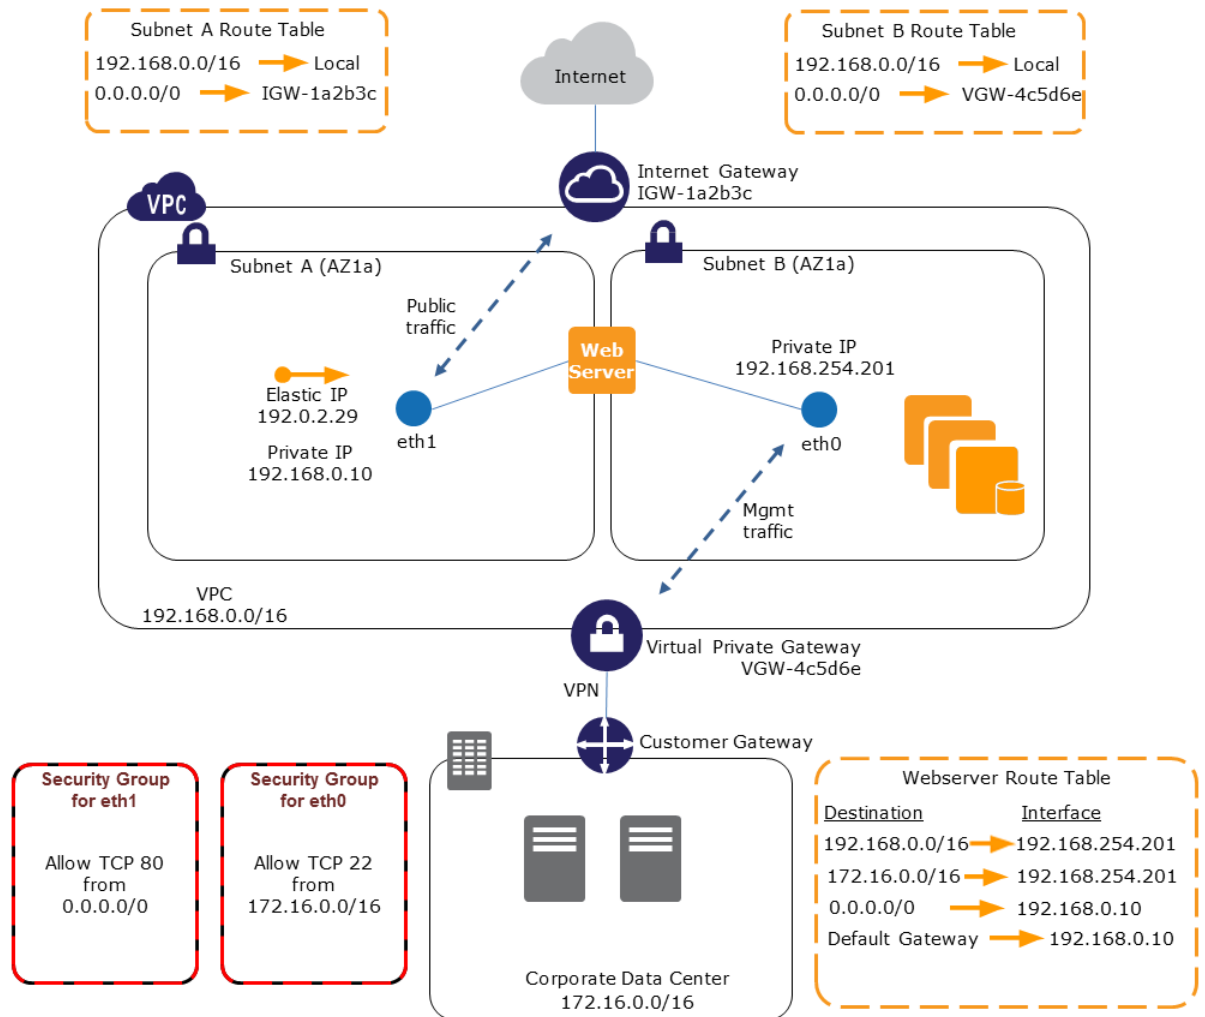 Subnet A Route Table
192.168.0.0/16 Local
0.0.0.0/0 IGW-1a2b3c
Internet
Subnet B Route Table
192.168.0.0/16 Local
0.0.0.0/0 VGW-4c5d6e
Internet Gateway
IGW-1a2b3c
VPC
Subnet A (AZ1a)
Subnet B (AZ1a)
Public
traffic
Web
Server
Private IP
192.168.254.201
Elastic IP
192.0.2.29
eth1
Private IP
192.168.0.10
eth0
Mgmt
traffic
VPC
192.168.0.0/16
Virtual Private Gateway
VGW-4c5d6e
VPN
Customer Gateway
Security Group
for eth1
Allow TCP 80
from
0.0.0.0/0
Security Group
for eth0
Allow TCP 22
from
172.16.0.0/16
Corporate Data Center
172.16.0.0/16
Webserver Route Table
Destination Interface
192.168.0.0/16 192.168.254.201
172.16.0.0/16 192.168.254.201
0.0.0.0/0 192.168.0.10
Default Gateway 192.168.0.10